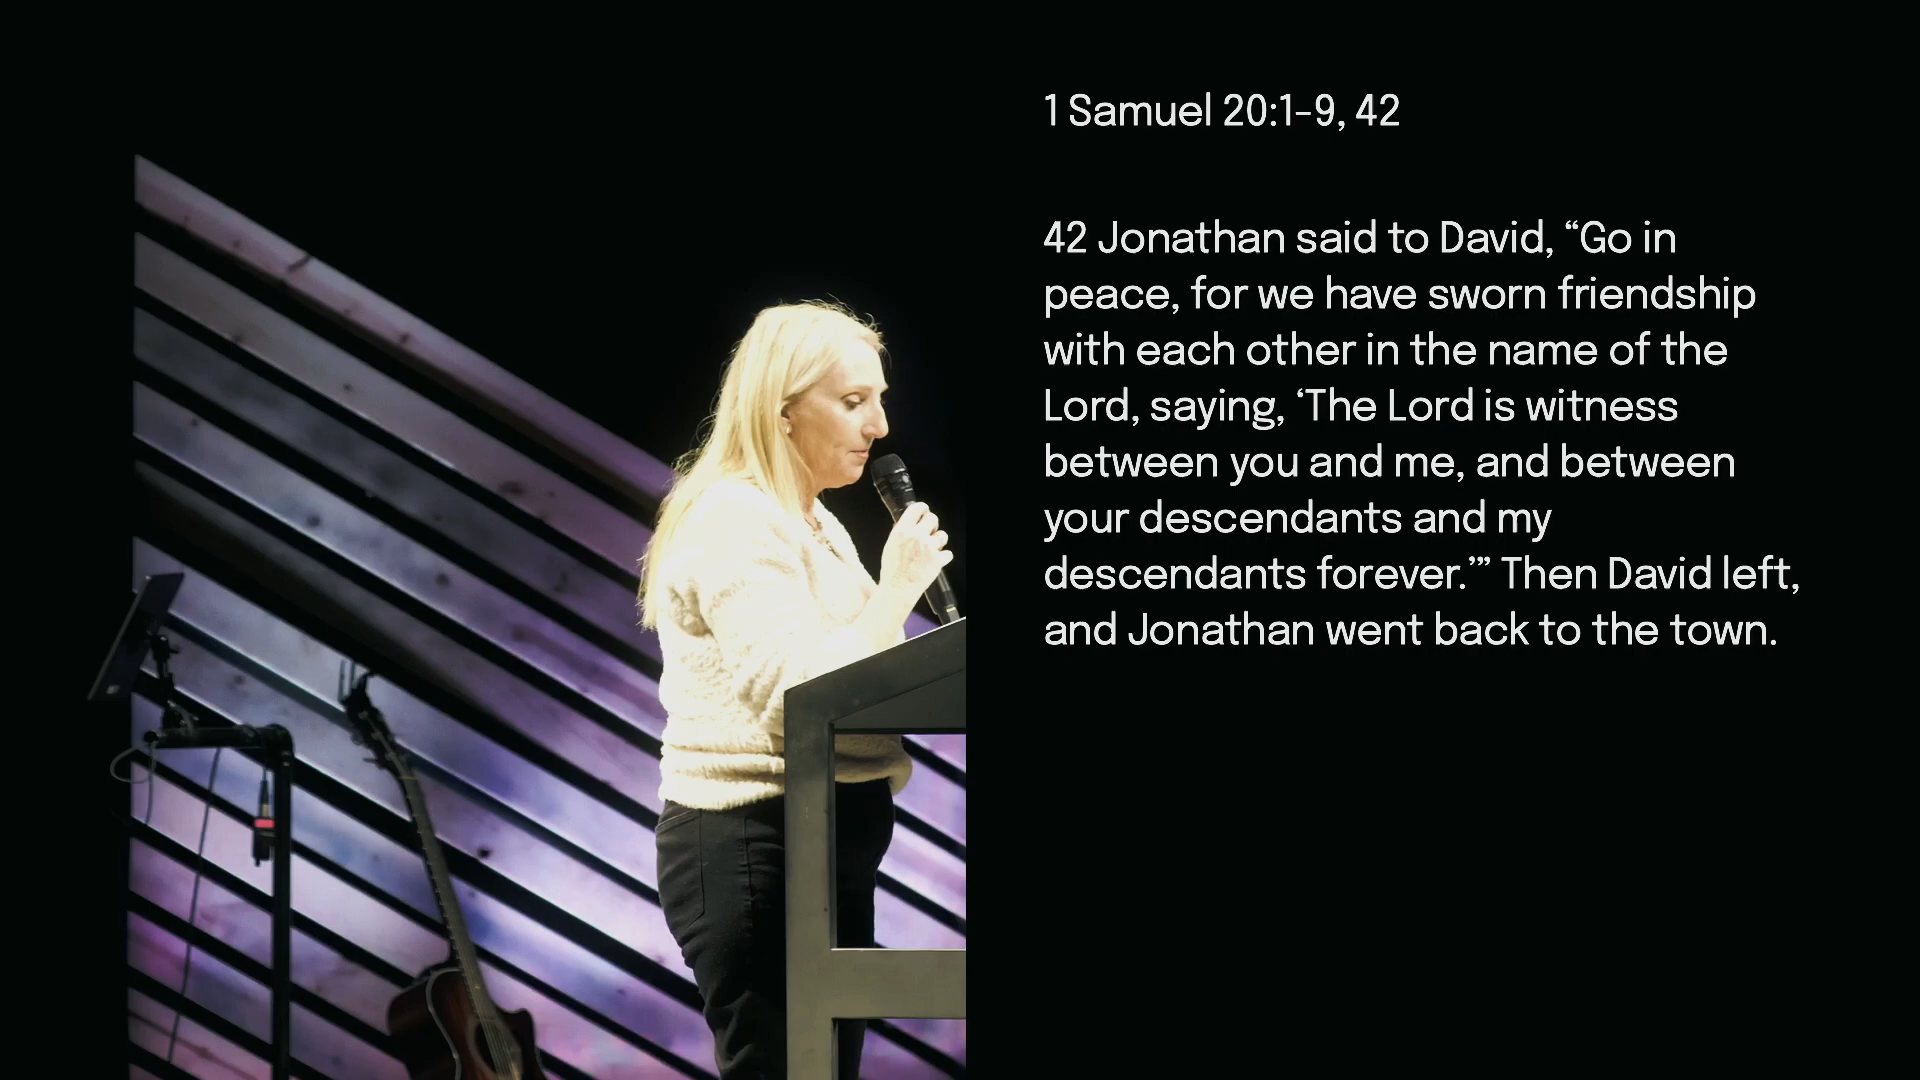 1 Samuel 20:1-9, 42
42 Jonathan said to David, “Go in
peace, for we have sworn friendship
with each other in the name of the
Lord, saying, ‘The Lord is witness
between you and me, and between
your descendants and my
descendants forever.’” Then David left,
and Jonathan went back to the town.